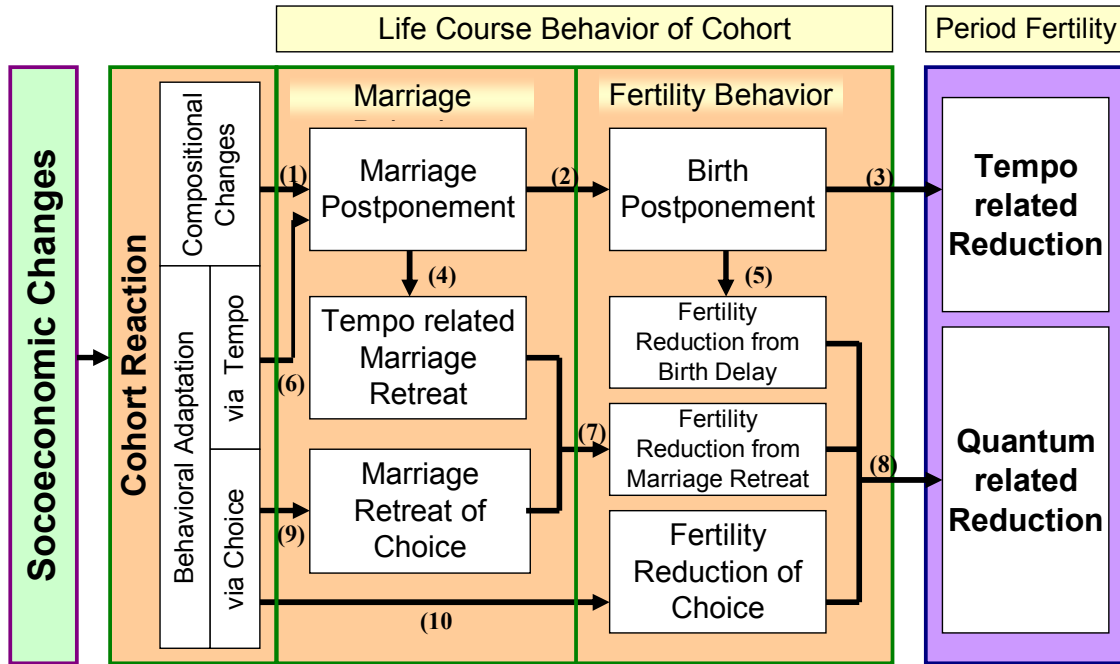 Life Course Behavior of Cohort
Period Fertility
Socoeconomic Changes
Cohort Reaction
Compositional
Changes
Behavioral Adaptation
via Tempo
via Choice
Marriage
Fertility Behavior
(1)
Marriage
Postponement
(2)
Birth
Postponement
(3)
Tempo
related
Reduction
(4)
(5)
Tempo related
Marriage
Retreat
(6)
Fertility
Reduction from
Birth Delay
(7)
Fertility
Reduction from
Marriage Retreat
(8)
Quantum
related
Reduction
Marriage
Retreat of
Choice
(9)
Fertility
Reduction of
Choice
(10